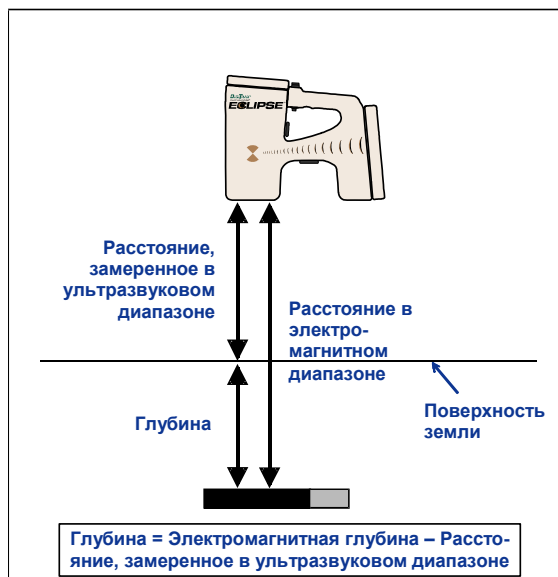 DigiTrak
ECLIPSE
Расстояние,
замеренное в
ультразвуковом
диапазоне
Расстояние в
электро-
магнитном
диапазоне
Глубина
Поверхность
земли
Глубина = Электромагнитная глубина – Рассто-
яние, замеренное в ультразвуковом диапазоне